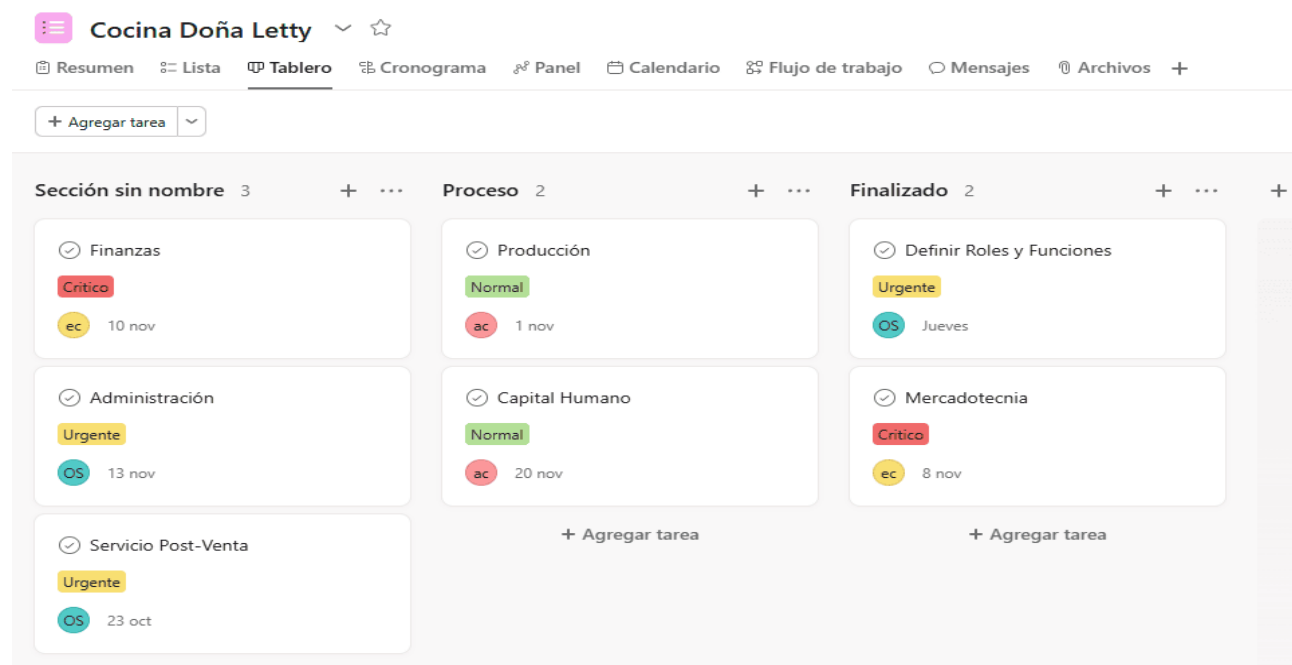 Cocina Doña Letty
Resumen Lista Tablero Cronograma Panel Calendario Flujo de trabajo Mensajes Archivos +
+ Agregar tarea
Sección sin nombre 3 + ...
Finanzas
Critico
ec 10 nov
Administración
Urgente
OS 13 nov
Servicio Post-Venta
Urgente
OS 23 oct
Proceso 2 + ...
Producción
Normal
ac 1 nov
Capital Humano
Normal
ac 20 nov
+ Agregar tarea
Finalizado 2 + ...
Definir Roles y Funciones
Urgente
OS Jueves
Mercadotecnia
Critico
ec 8 nov
+ Agregar tarea
+